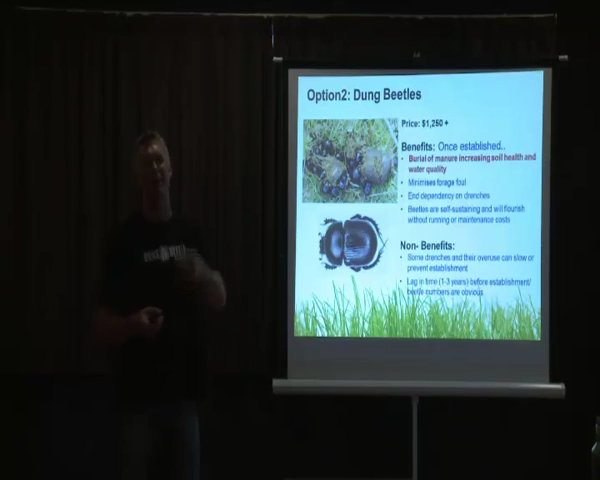 Option2: Dung Beetles
Price: $1,250 +
Benefits: Once established..
• Burial of manure increasing soil health and
water quality
• Minimises forage foul
• End dependency on drenches
• Beetles are self-sustaining and will flourish
without running or maintenance costs
Non- Benefits:
• Some drenches and their overuse can slow or
prevent establishment
• Lag in time (1-3 years) before establishment/
beetle numbers are obvious